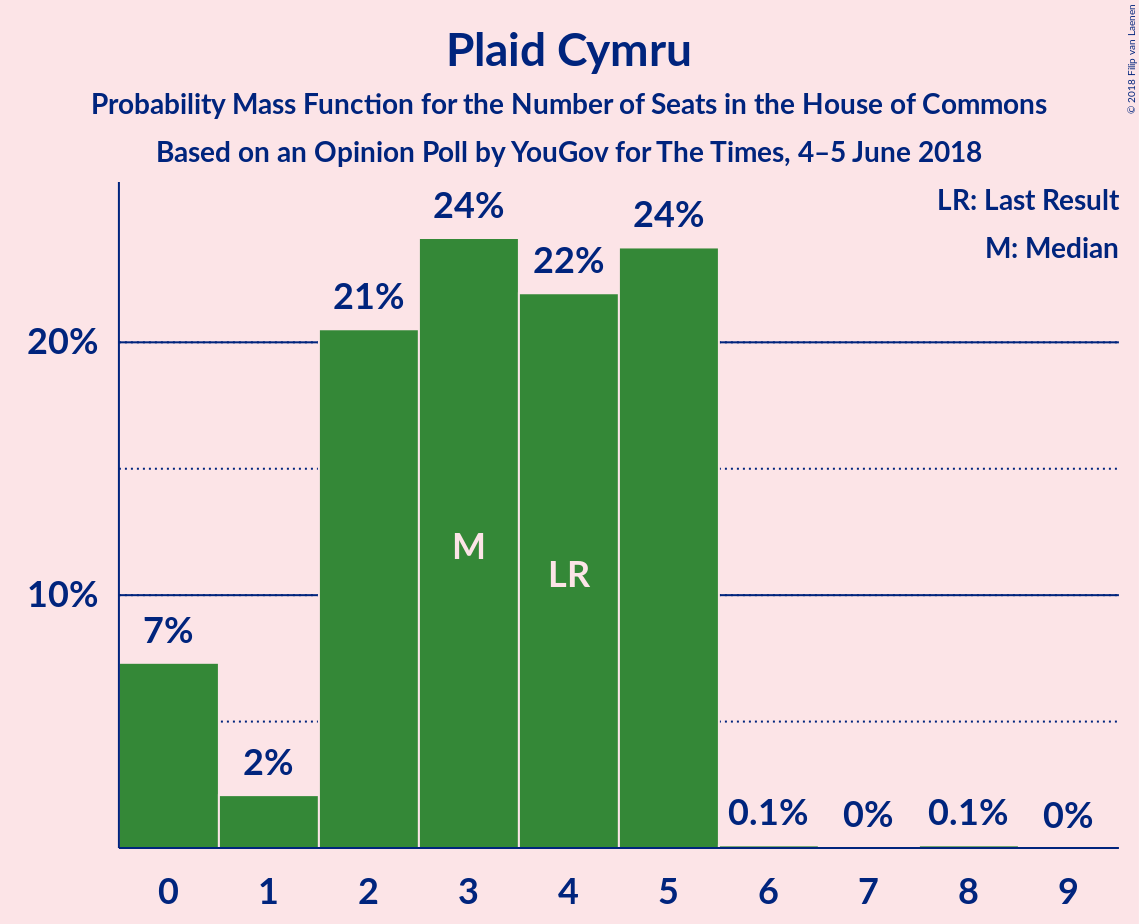 Plaid Cymru
Probability Mass Function for the Number of Seats in the House of Commons
Based on an Opinion Poll by YouGov for The Times, 4–5 June 2018
© 2018 Filip van Laenen
LR: Last Result
M: Median
24%
24%
22%
21%
20%
M
LR
10%
7%
2%
0.1%
0%
0.1%
0%
0 1 2 3 4 5 6 7 8 9